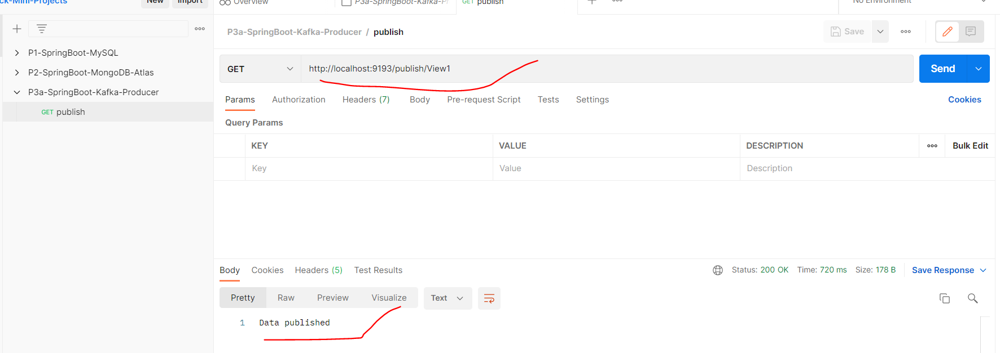 ck-Mini-Projects New Import Overview P3a-SpringBoot-Kafka-Pr GET publish No Environment
P3a-SpringBoot-Kafka-Producer / publish Save
P1-SpringBoot-MySQL
P2-SpringBoot-MongoDB-Atlas
P3a-SpringBoot-Kafka-Producer
GET publish
GET http://localhost:9193/publish/View1 Send
Params Authorization Headers (7) Body Pre-request Script Tests Settings Cookies
Query Params
KEY VALUE DESCRIPTION Bulk Edit
Key Value Description
Body Cookies Headers (5) Test Results Status: 200 OK Time: 720 ms Size: 178 B Save Response
Pretty Raw Preview Visualize Text
1 Data published